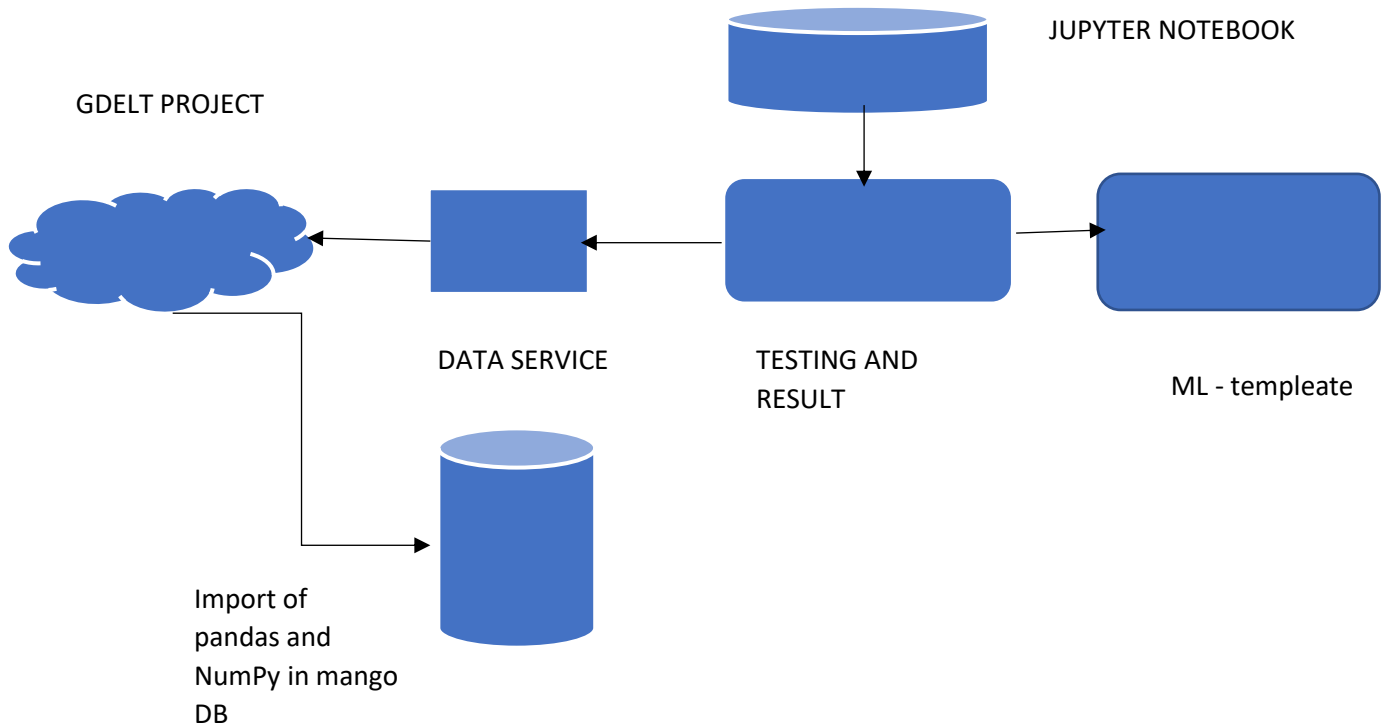 JUPYTER NOTEBOOK
GDELT PROJECT
DATA SERVICE
TESTING AND
RESULT
ML - templeate
Import of
pandas and
NumPy in mango
DB